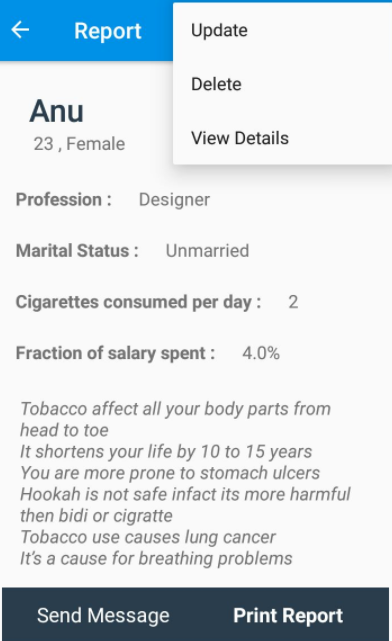 Report
Update
Delete
View Details
Anu
23 , Female
Profession : Designer
Marital Status : Unmarried
Cigarettes consumed per day : 2
Fraction of salary spent : 4.0%
Tobacco affect all your body parts from
head to toe
It shortens your life by 10 to 15 years
You are more prone to stomach ulcers
Hookah is not safe infact its more harmful
then bidi or cigratte
Tobacco use causes lung cancer
It's a cause for breathing problems
Send Message Print Report